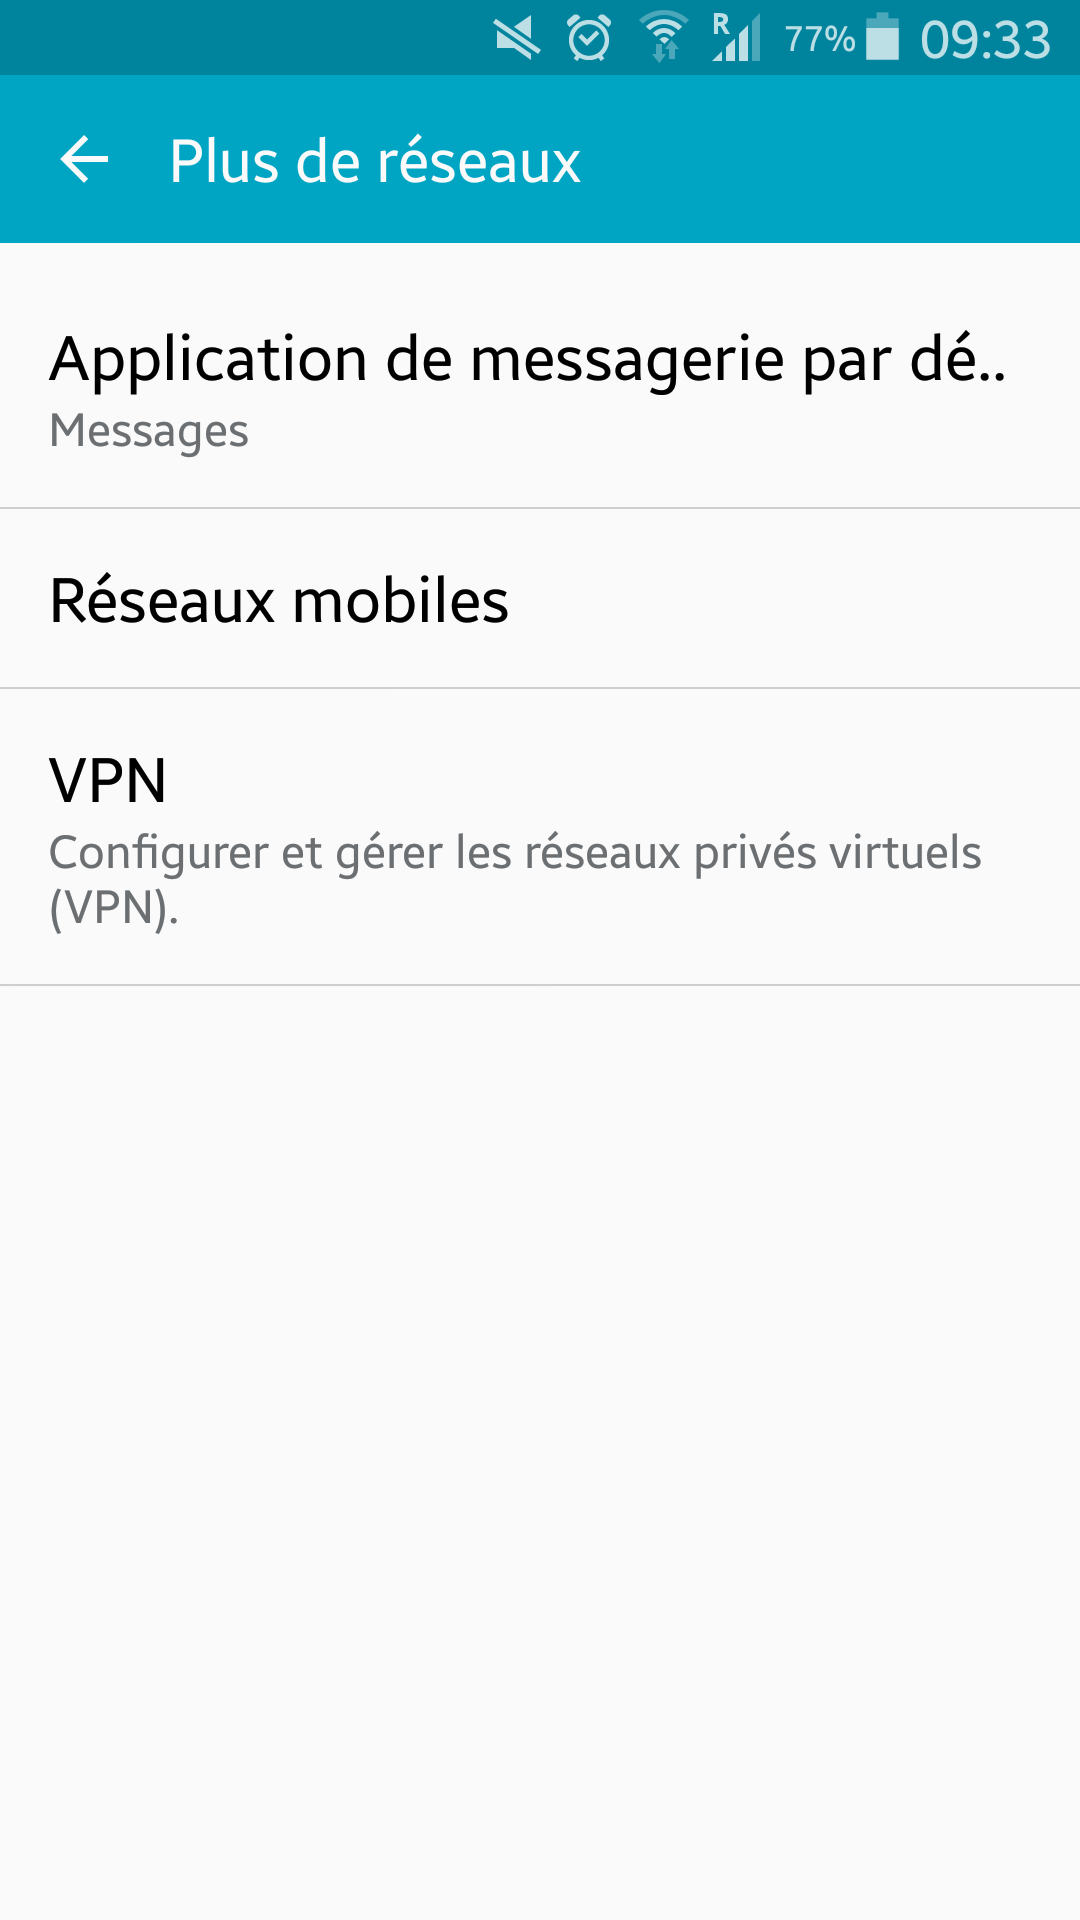 R 77% 09:33
Plus de réseaux
Application de messagerie par dé..
Messages
Réseaux mobiles
VPN
Configurer et gérer les réseaux privés virtuels
(VPN).